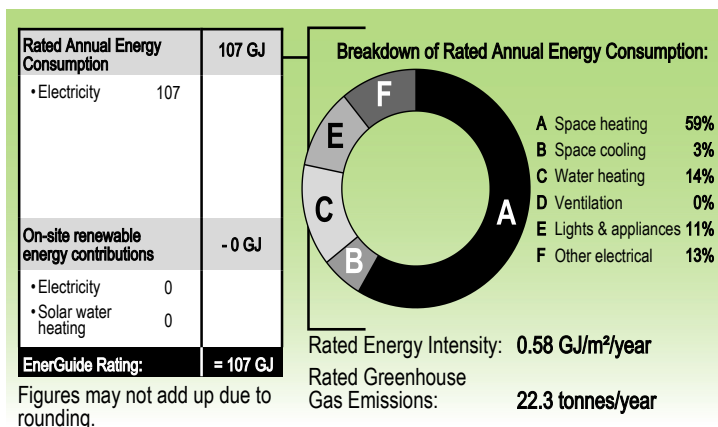 Rated Annual Energy
Consumption
107 GJ
•Electricity 107
On-site renewable
energy contributions
- 0 GJ
•Electricity 0
•Solar water
heating 0
EnerGuide Rating: = 107 GJ
Figures may not add up due to
rounding.
Breakdown of Rated Annual Energy Consumption:
F
E
C
B
A
A Space heating 59%
B Space cooling 3%
C Water heating 14%
D Ventilation 0%
E Lights & appliances 11%
F Other electrical 13%
Rated Energy Intensity: 0.58 GJ/m²/year
Rated Greenhouse
Gas Emissions: 22.3 tonnes/year